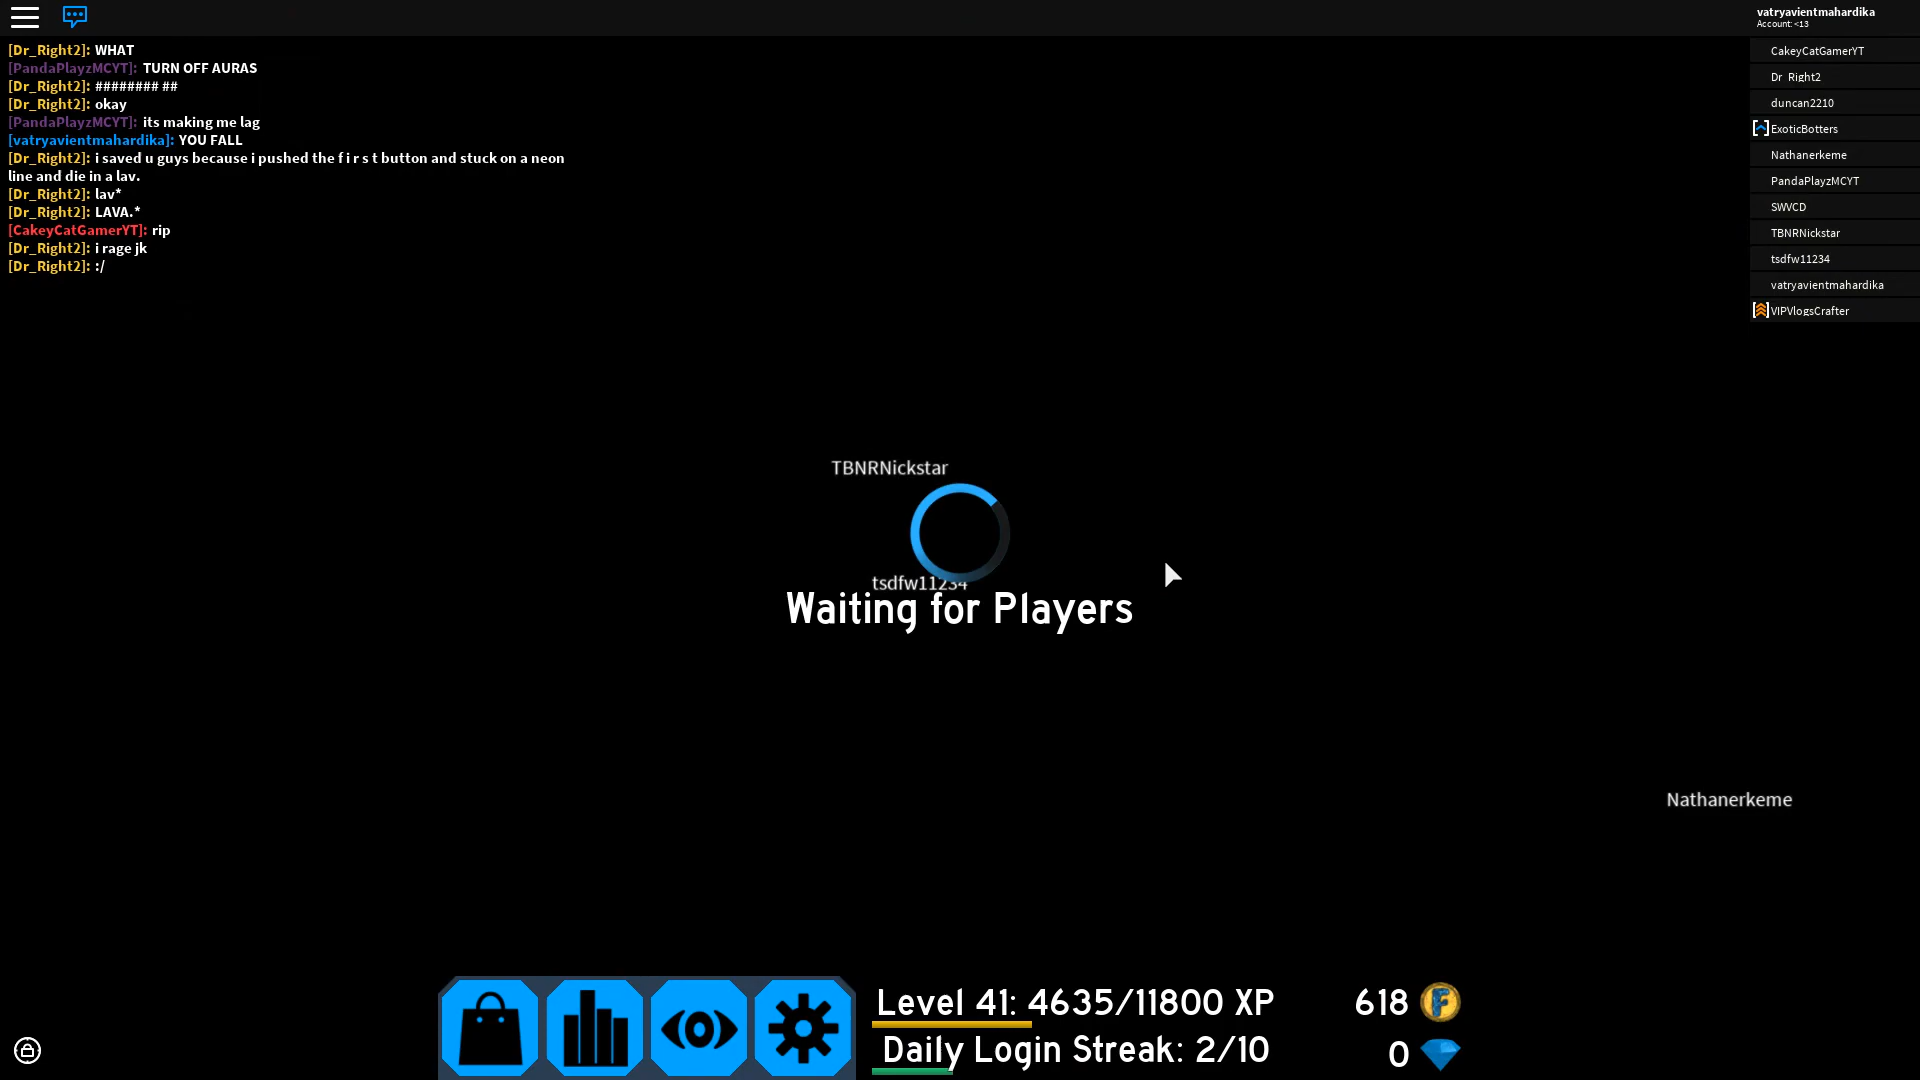 [Dr_Right2]: WHAT
[PandaPlayzMCYT]: TURN OFF AURAS
[Dr_Right2]: ######## ##
[Dr_Right2]: okay
[PandaPlayzMCYT]: its making me lag
[vatryavientmahardika]: YOU FALL
[Dr_Right2]: i saved u guys because i pushed the f i r s t button and stuck on a neon
line and die in a lav.
[Dr_Right2]: lav*
[Dr_Right2]: LAVA.*
[CakeyCatGamerYT]: rip
[Dr_Right2]: i rage jk
[Dr_Right2]: :/
vatryavientmahardika
Account: <13
CakeyCatGamerYT
Dr_Right2
duncan2210
ExoticBotters
Nathanerkeme
PandaPlayzMCYT
SWVCD
TBNRNickstar
tsdfw11234
vatryavientmahardika
VIPVlogsCrafter
TBNRNickstar
tsdfw11234
Waiting for Players
Nathanerkeme
Level 41: 4635/11800 XP
618
Daily Login Streak: 2/10
0